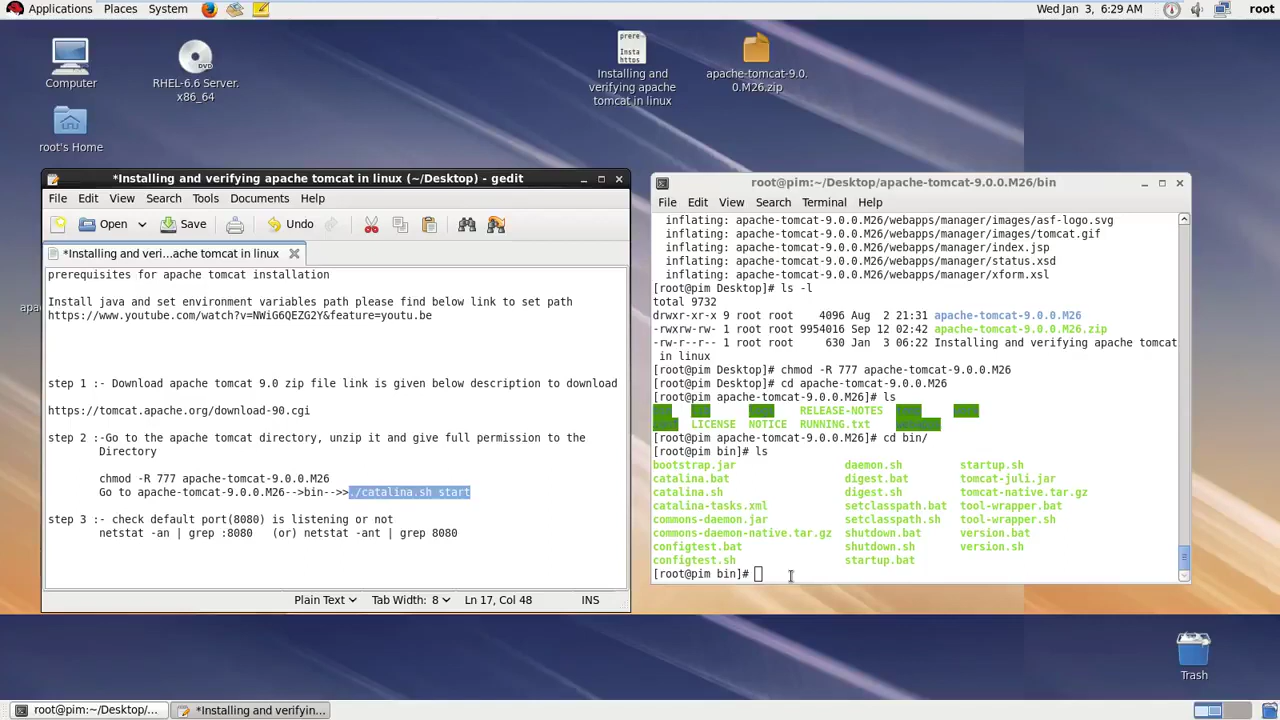 Applications Places System
Wed Jan 3, 6:29 AM
root
Computer
RHEL-6.6 Server.
x86_64
root's Home
prere-
Insta
https
Installing and
verifying apache
tomcat in linux
apache-tomcat-9.0.
0.M26.zip
*Installing and verifying apache tomcat in linux (~/Desktop) - gedit
File Edit View Search Tools Documents Help
Open Save Undo
*Installing and veri...ache tomcat in linux
prerequisites for apache tomcat installation
Install java and set environment variables path please find below link to set path
https://www.youtube.com/watch?v=NWiG6QEZG2Y&feature=youtu.be
step 1 :- Download apache tomcat 9.0 zip file link is given below description to download
https://tomcat.apache.org/download-90.cgi
step 2 :-Go to the apache tomcat directory, unzip it and give full permission to the
Directory
chmod -R 777 apache-tomcat-9.0.0.M26
Go to apache-tomcat-9.0.0.M26-->bin-->>./catalina.sh start
step 3 :- check default port(8080) is listening or not
netstat -an | grep :8080 (or) netstat -ant | grep 8080
Plain Text Tab Width: 8 Ln 17, Col 48 INS
root@pim:~/Desktop/apache-tomcat-9.0.0.M26/bin
File Edit View Search Terminal Help
inflating: apache-tomcat-9.0.0.M26/webapps/manager/images/asf-logo.svg
inflating: apache-tomcat-9.0.0.M26/webapps/manager/images/tomcat.gif
inflating: apache-tomcat-9.0.0.M26/webapps/manager/index.jsp
inflating: apache-tomcat-9.0.0.M26/webapps/manager/status.xsd
inflating: apache-tomcat-9.0.0.M26/webapps/manager/xform.xsl
[root@pim Desktop]# ls -l
total 9732
drwxr-xr-x 9 root root 4096 Aug 2 21:31 apache-tomcat-9.0.0.M26
-rwxrw-rw- 1 root root 9954016 Sep 12 02:42 apache-tomcat-9.0.0.M26.zip
-rw-r--r-- 1 root root 630 Jan 3 06:22 Installing and verifying apache tomcat
in linux
[root@pim Desktop]# chmod -R 777 apache-tomcat-9.0.0.M26
[root@pim Desktop]# cd apache-tomcat-9.0.0.M26
[root@pim apache-tomcat-9.0.0.M26]# ls
RELEASE-NOTES
LICENSE NOTICE RUNNING.txt
[root@pim apache-tomcat-9.0.0.M26]# cd bin/
[root@pim bin]# ls
bootstrap.jar daemon.sh startup.sh
catalina.bat digest.bat tomcat-juli.jar
catalina.sh digest.sh tomcat-native.tar.gz
catalina-tasks.xml setclasspath.bat tool-wrapper.bat
commons-daemon.jar setclasspath.sh tool-wrapper.sh
commons-daemon-native.tar.gz shutdown.bat version.bat
configtest.bat shutdown.sh version.sh
configtest.sh startup.bat
[root@pim bin]#
Trash
root@pim:~/Desktop/...
*Installing and verifyin...